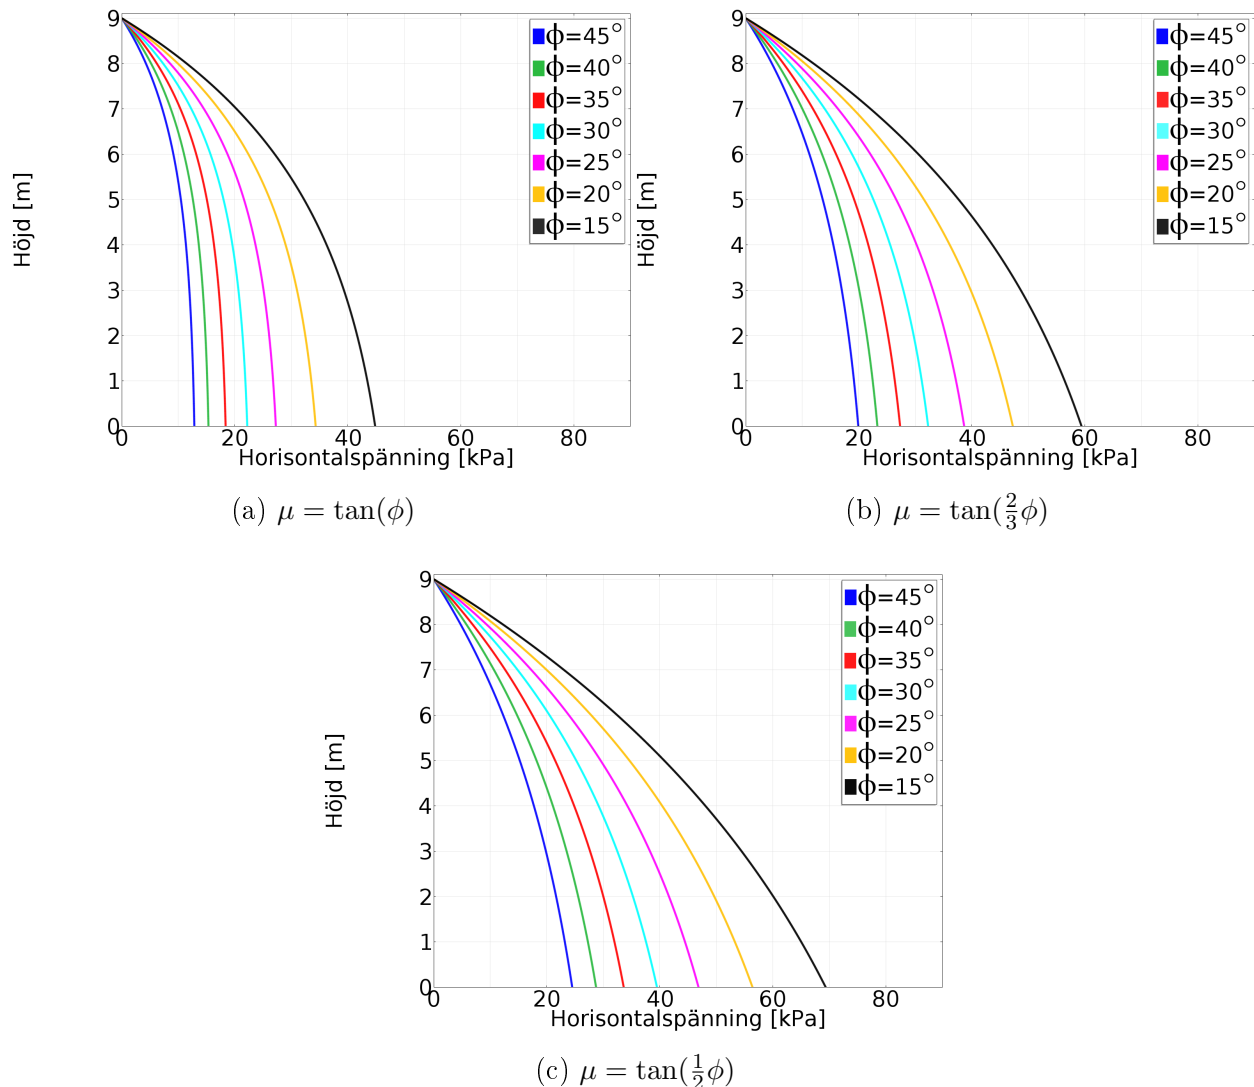 9
8
7
6
5
4
3
2
1
0
Höjd [m]
ϕ=45°
ϕ=40°
ϕ=35°
ϕ=30°
ϕ=25°
ϕ=20°
ϕ=15°
0 20 40 60 80
Horisontalspänning [kPa]
(a) μ = tan(ϕ)
9
8
7
6
5
4
3
2
1
0
Höjd [m]
ϕ=45°
ϕ=40°
ϕ=35°
ϕ=30°
ϕ=25°
ϕ=20°
ϕ=15°
0 20 40 60 80
Horisontalspänning [kPa]
(b) μ = tan(2/3 ϕ)
9
8
7
6
5
4
3
2
1
0
Höjd [m]
ϕ=45°
ϕ=40°
ϕ=35°
ϕ=30°
ϕ=25°
ϕ=20°
ϕ=15°
0 20 40 60 80
Horisontalspänning [kPa]
(c) μ = tan(1/2 ϕ)